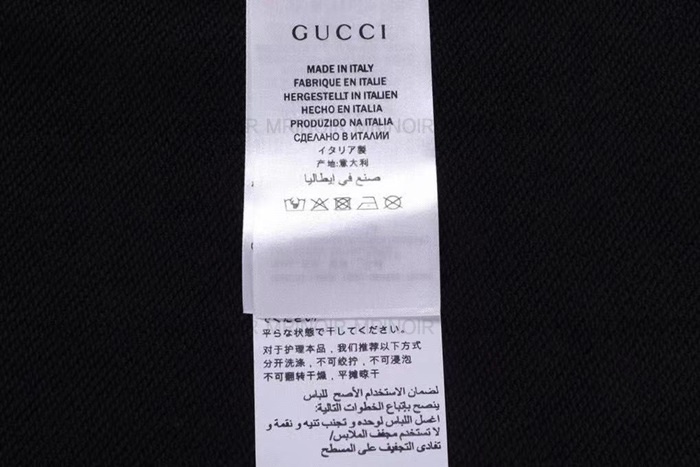 GUCCI
MADE IN ITALY
FABRIQUE EN ITALIE
HERGESTELLT IN ITALIEN
HECHO EN ITALIA
PRODUZIDO NA ITALIA
СДЕЛАНО В ИТАЛИИ
イタリア製
产地:意大利
صنع في إيطاليا
平らな状態で干してください。
对于护理本品，我们推荐以下方式
分开洗涤，不可绞拧，不可浸泡
不可翻转干燥，平摊晾干
لضمان الاستخدام الأصح للباس
ينصح بإتباع الخطوات التالية:
اغسل اللباس لوحده و تجنب تنيه و نقعة و
لا تستخدم مجفف الملابس/
تفادى التجفيف على المسطح